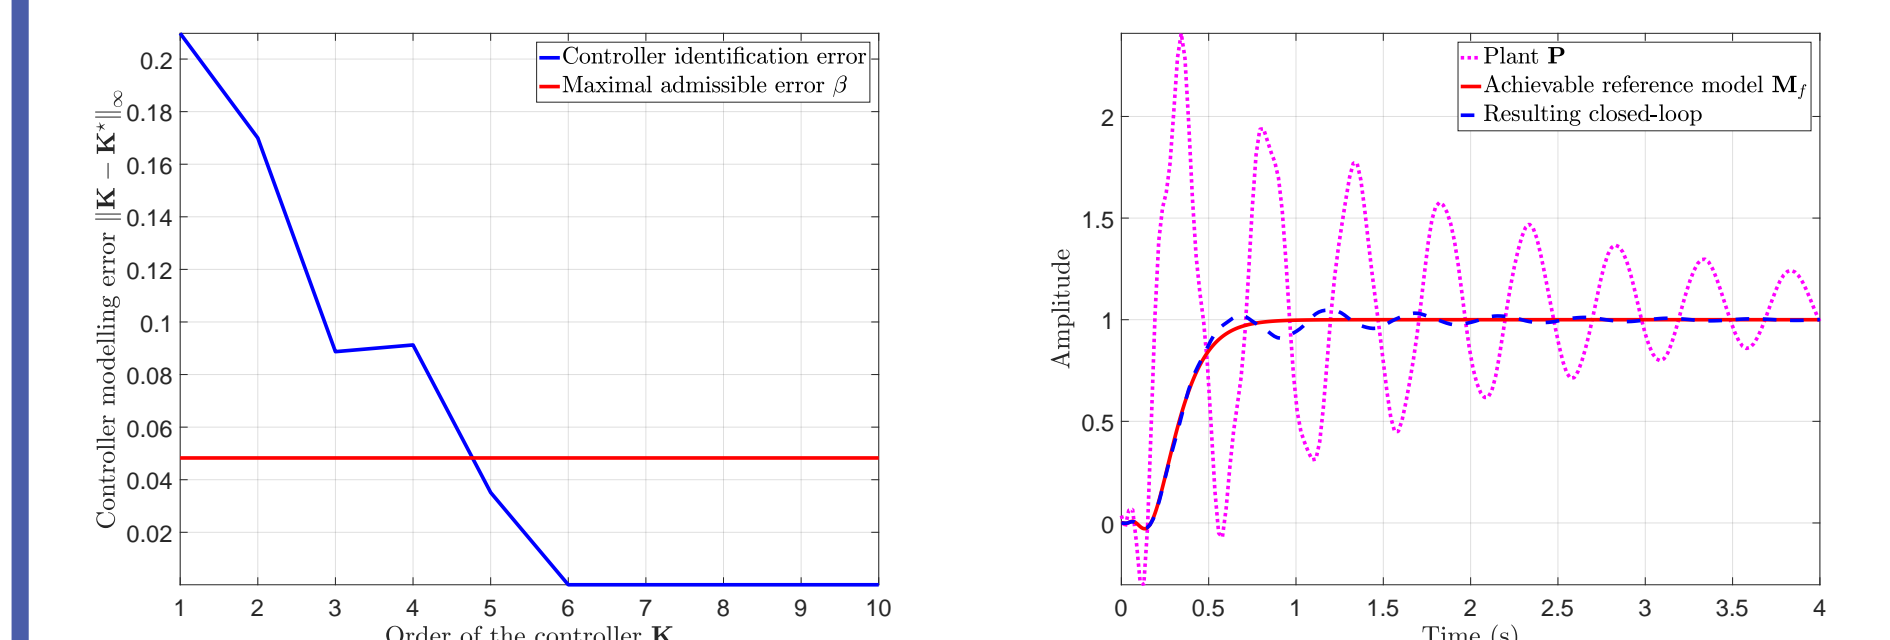 Controller modelling error ‖K − K⋆‖∞
0.2
0.18
0.16
0.14
0.12
0.1
0.08
0.06
0.04
0.02
Controller identification error
Maximal admissible error β
1 2 3 4 5 6 7 8 9 10
Order of the controller K
Amplitude
2
1.5
1
0.5
0
Plant P
Achievable reference model M_f
Resulting closed-loop
0 0.5 1 1.5 2 2.5 3 3.5 4
Time (s)